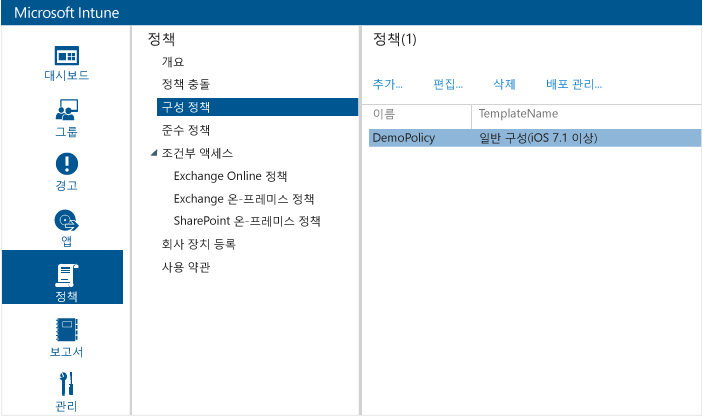 Microsoft Intune
대시보드
그룹
경고
앱
정책
보고서
관리
정책
개요
정책 충돌
구성 정책
준수 정책
조건부 액세스
Exchange Online 정책
Exchange 온-프레미스 정책
SharePoint 온-프레미스 정책
회사 장치 등록
사용 약관
정책(1)
추가... 편집... 삭제 배포 관리...
이름 TemplateName
DemoPolicy 일반 구성(iOS 7.1 이상)